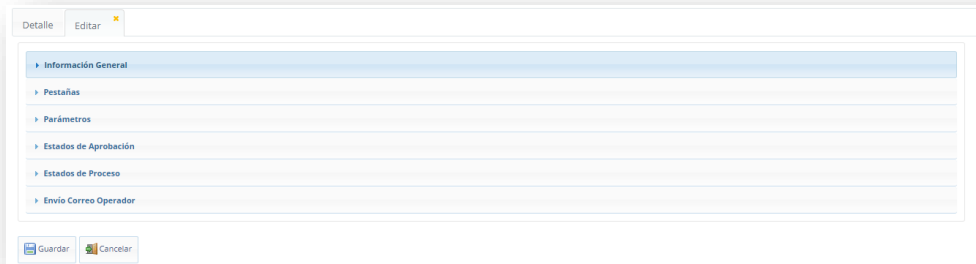 Detalle
Editar
Información General
Pestañas
Parámetros
Estados de Aprobación
Estados de Proceso
Envío Correo Operador
Guardar Cancelar